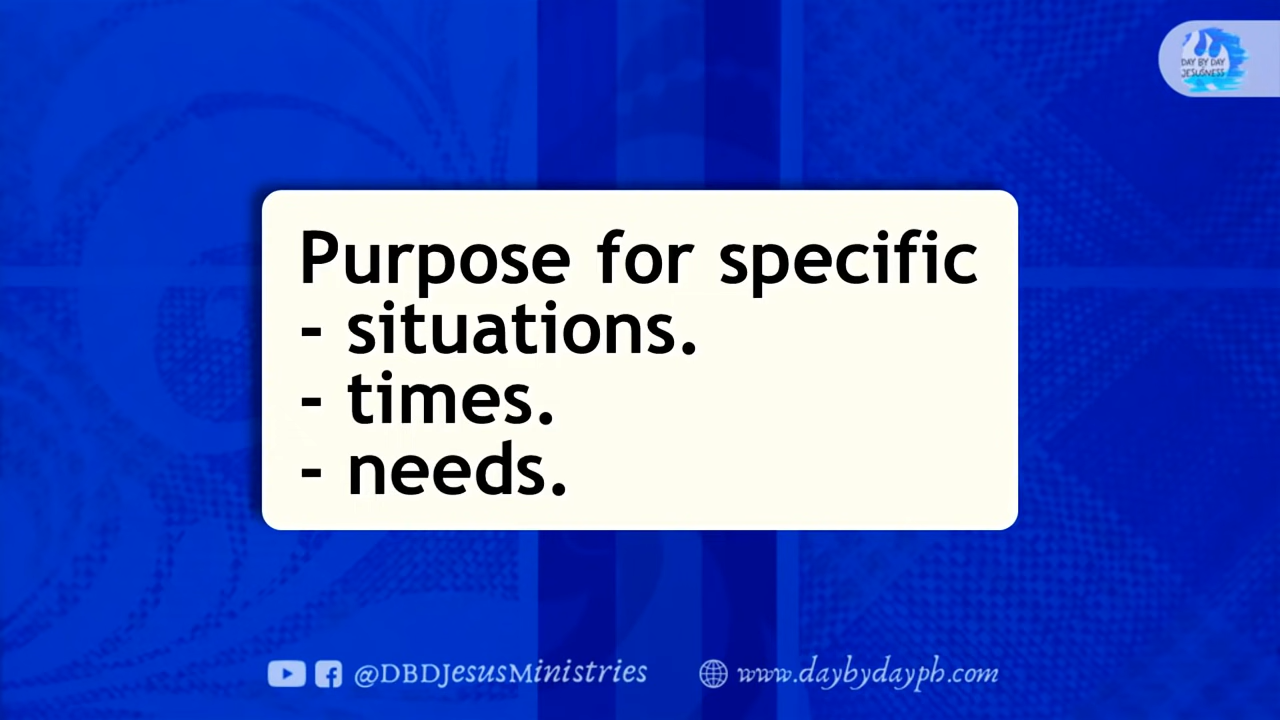 DAY BY DAY
JESUSNESS
Purpose for specific
- situations.
- times.
- needs.
@DBDJesusMinistries
www.daybydayph.com